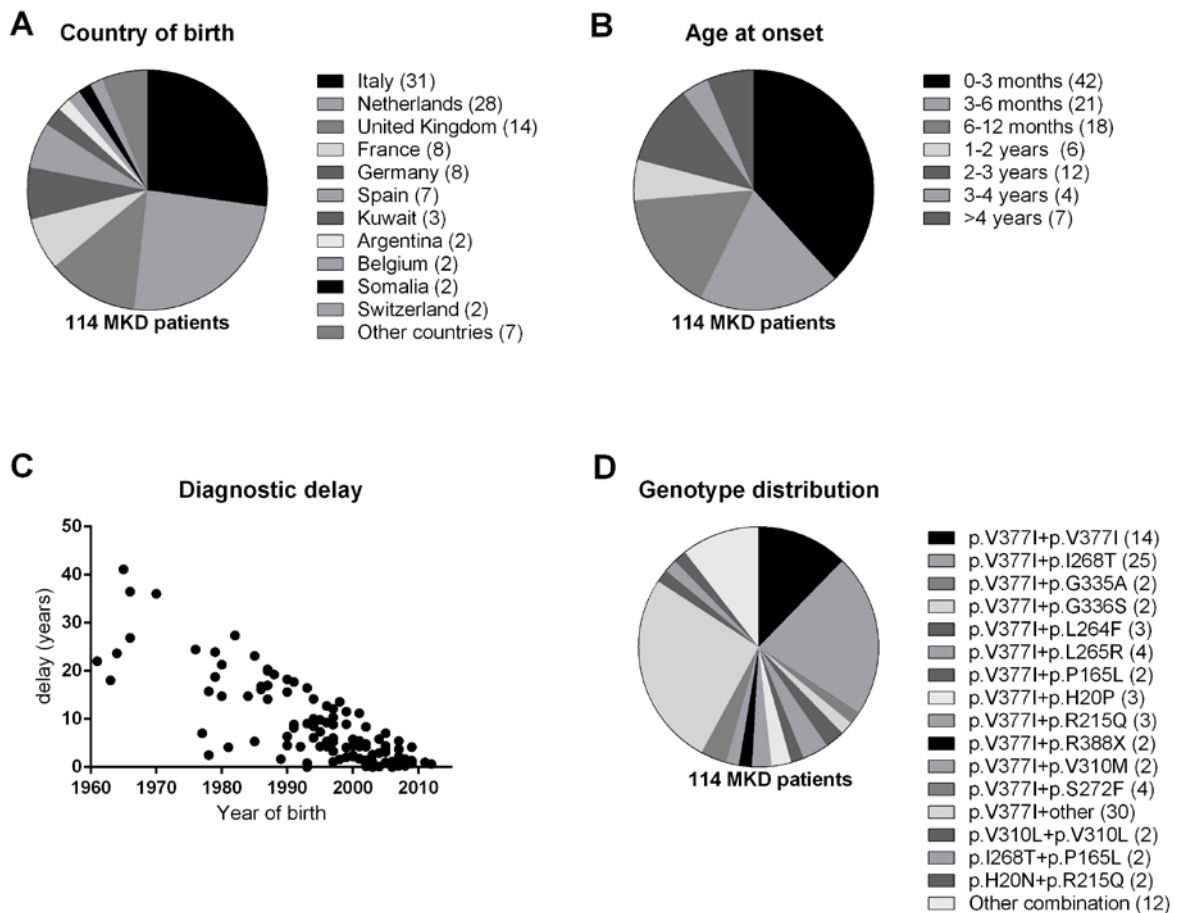 A
Country of birth
Italy (31)
Netherlands (28)
United Kingdom (14)
France (8)
Germany (8)
Spain (7)
Kuwait (3)
Argentina (2)
Belgium (2)
Somalia (2)
Switzerland (2)
Other countries (7)
114 MKD patients
B
Age at onset
0-3 months (42)
3-6 months (21)
6-12 months (18)
1-2 years (6)
2-3 years (12)
3-4 years (4)
>4 years (7)
114 MKD patients
C
Diagnostic delay
delay (years)
50
40
30
20
10
0
1960 1970 1980 1990 2000 2010
Year of birth
D
Genotype distribution
p.V377I+p.V377I (14)
p.V377I+p.I268T (25)
p.V377I+p.G335A (2)
p.V377I+p.G336S (2)
p.V377I+p.L264F (3)
p.V377I+p.L265R (4)
p.V377I+p.P165L (2)
p.V377I+p.H20P (3)
p.V377I+p.R215Q (3)
p.V377I+p.R388X (2)
p.V377I+p.V310M (2)
p.V377I+p.S272F (4)
p.V377I+other (30)
p.V310L+p.V310L (2)
p.I268T+p.P165L (2)
p.H20N+p.R215Q (2)
Other combination (12)
114 MKD patients